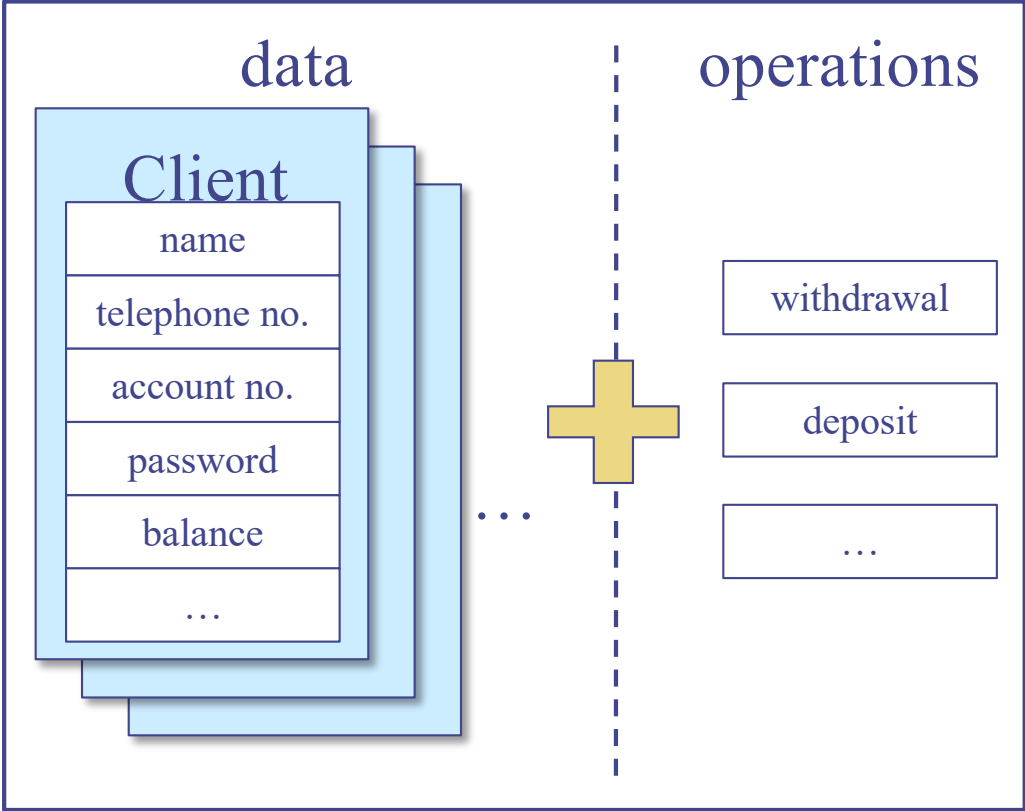 data
Client
name
telephone no.
account no.
password
balance
…
…
operations
withdrawal
deposit
…